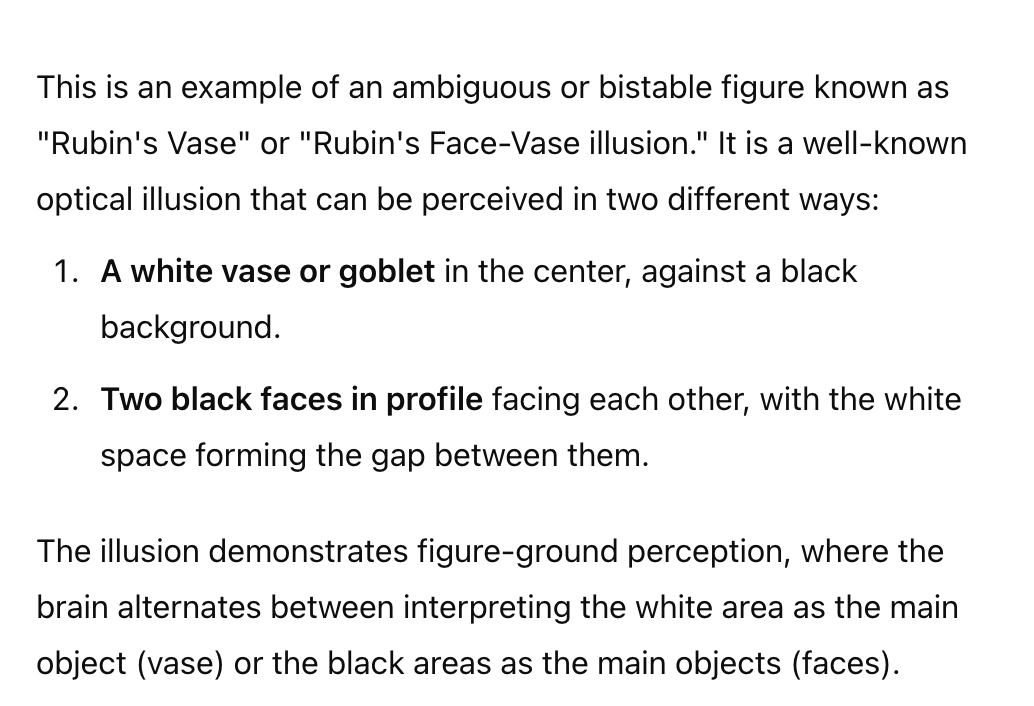 This is an example of an ambiguous or bistable figure known as
"Rubin's Vase" or "Rubin's Face-Vase illusion." It is a well-known
optical illusion that can be perceived in two different ways:
1. A white vase or goblet in the center, against a black
background.
2. Two black faces in profile facing each other, with the white
space forming the gap between them.
The illusion demonstrates figure-ground perception, where the
brain alternates between interpreting the white area as the main
object (vase) or the black areas as the main objects (faces).